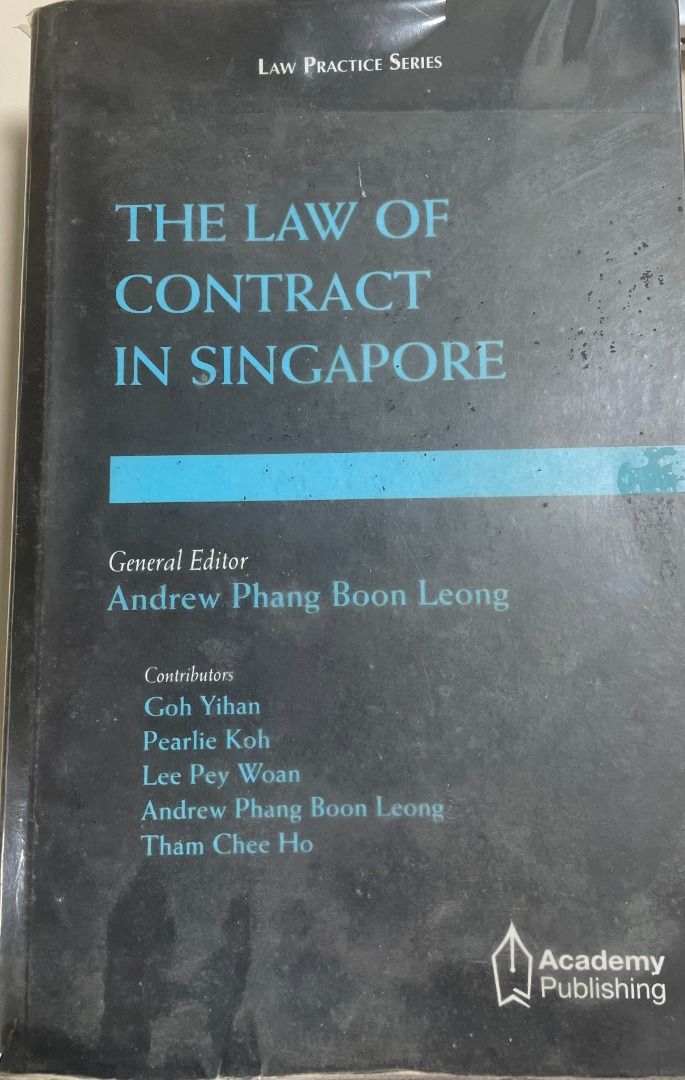 LAW PRACTICE SERIES
THE LAW OF
CONTRACT
IN SINGAPORE
General Editor
Andrew Phang Boon Leong
Contributors
Goh Yihan
Pearlie Koh
Lee Pey Woan
Andrew Phang Boon Leong
Tham Chee Ho
Academy
Publishing